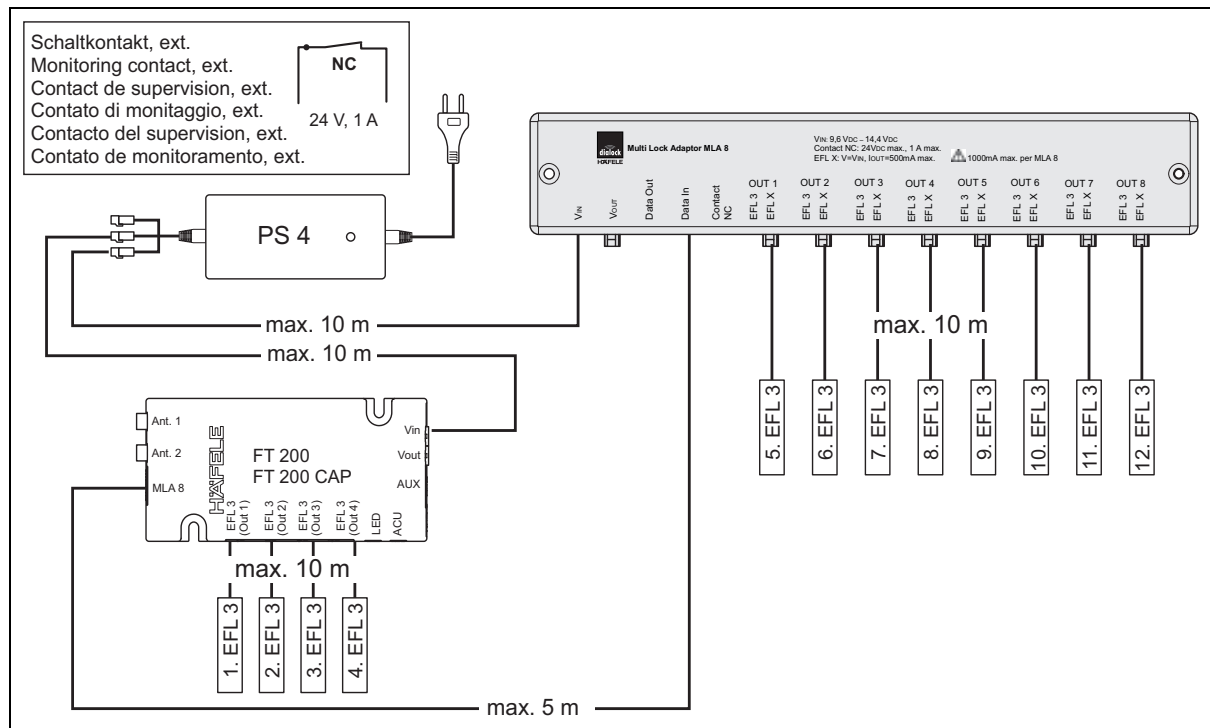 Schaltkontakt, ext.
Monitoring contact, ext.
Contact de supervision, ext.
Contato di monitaggio, ext.
Contacto del supervision, ext.
Contato de monitoramento, ext.
NC
24 V, 1 A
PS 4
dialock
HÄFELE
Multi Lock Adaptor MLA 8
VIN: 9,6 VDC – 14,4 VDC
Contact NC: 24VDC max., 1 A max.
EFL X: V=VIN, IOUT=500mA max.
1000mA max. per MLA 8
VIN
VOUT
Data Out
Data In
Contact
NC
OUT 1
EFL 3
EFL X
OUT 2
EFL 3
EFL X
OUT 3
EFL 3
EFL X
OUT 4
EFL 3
EFL X
OUT 5
EFL 3
EFL X
OUT 6
EFL 3
EFL X
OUT 7
EFL 3
EFL X
OUT 8
EFL 3
EFL X
max. 10 m
max. 10 m
max. 10 m
5. EFL 3
6. EFL 3
7. EFL 3
8. EFL 3
9. EFL 3
10. EFL 3
11. EFL 3
12. EFL 3
Ant. 1
Ant. 2
MLA 8
HÄFELE
FT 200
FT 200 CAP
Vin
Vout
AUX
EFL 3
(Out 1)
EFL 3
(Out 2)
EFL 3
(Out 3)
EFL 3
(Out 4)
LED
ACU
max. 10 m
1. EFL 3
2. EFL 3
3. EFL 3
4. EFL 3
max. 5 m